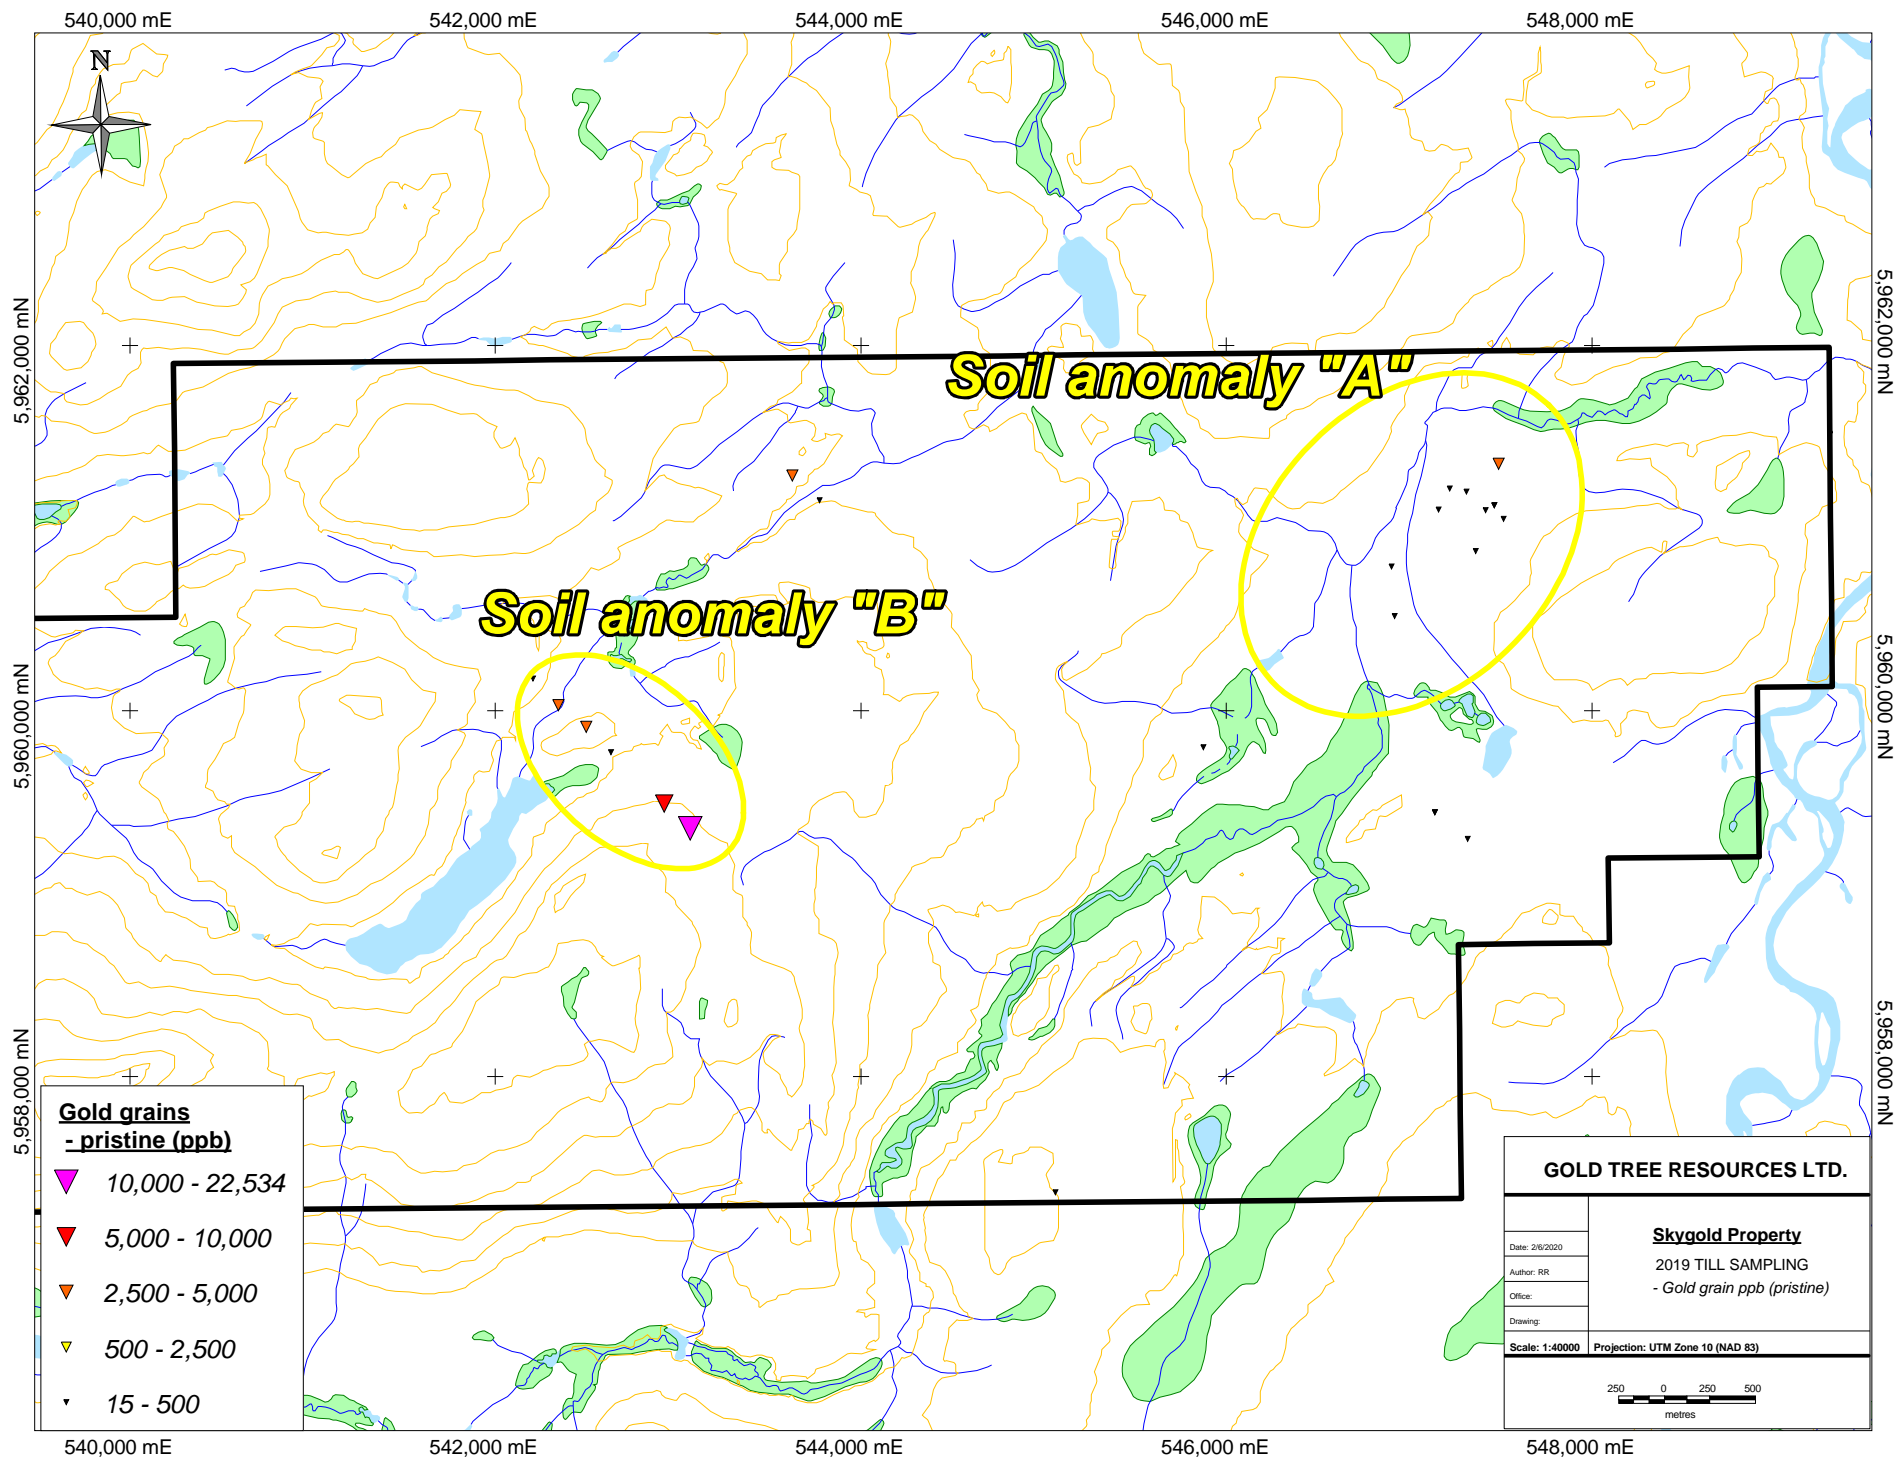 540,000 mE
542,000 mE
544,000 mE
546,000 mE
548,000 mE
N
5,962,000 mN
5,962,000 mN
Soil anomaly "A"
Soil anomaly "B"
5,960,000 mN
5,960,000 mN
5,958,000 mN
5,958,000 mN
Gold grains
- pristine (ppb)
10,000 - 22,534
5,000 - 10,000
2,500 - 5,000
500 - 2,500
15 - 500
GOLD TREE RESOURCES LTD.
Date: 2/6/2020
Author: RR
Office:
Drawing:
Skygold Property
2019 TILL SAMPLING
- Gold grain ppb (pristine)
Scale: 1:40000
Projection: UTM Zone 10 (NAD 83)
250 0 250 500
metres
540,000 mE
542,000 mE
544,000 mE
546,000 mE
548,000 mE